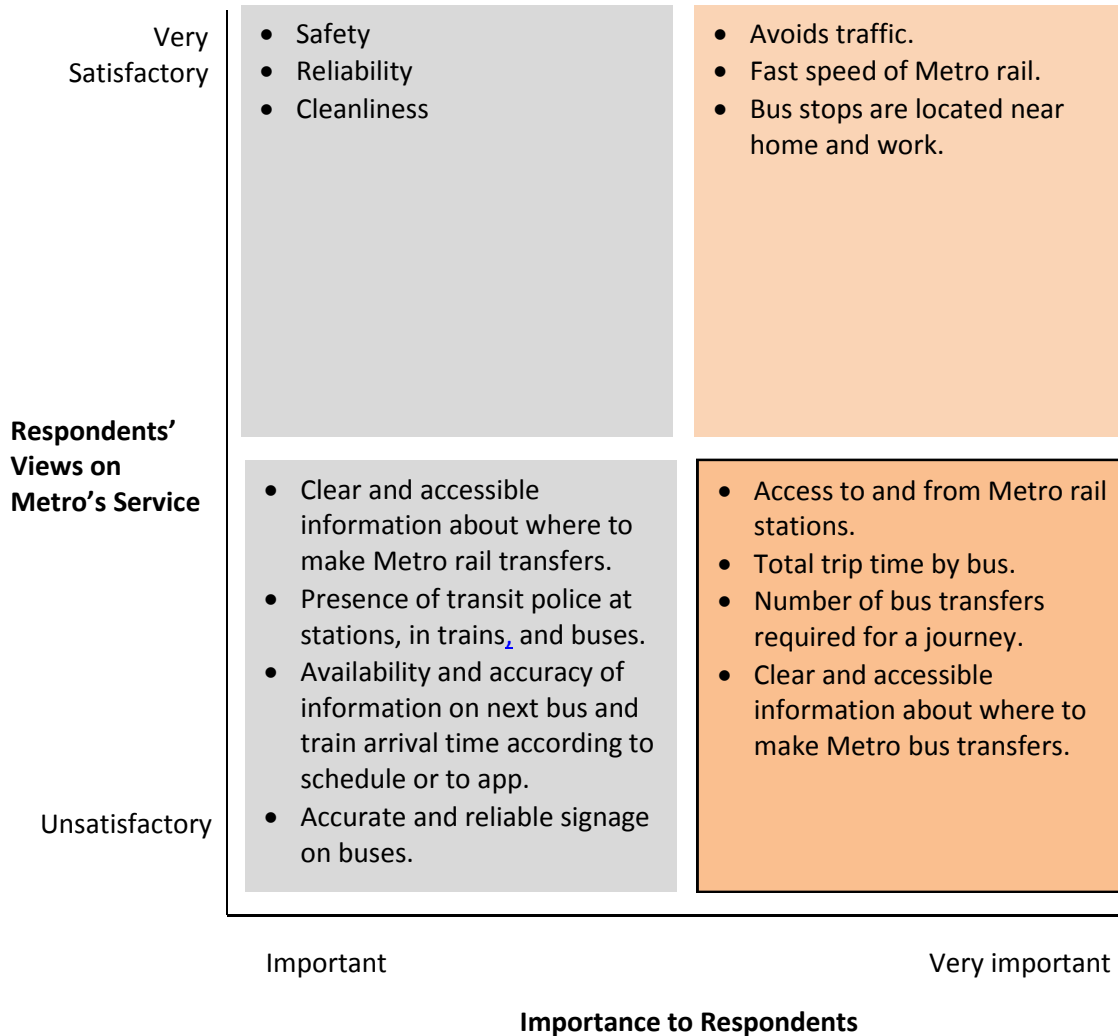 Very
Satisfactory
• Safety
• Reliability
• Cleanliness
• Avoids traffic.
• Fast speed of Metro rail.
• Bus stops are located near
home and work.
Respondents’
Views on
Metro’s Service
• Clear and accessible
information about where to
make Metro rail transfers.
• Presence of transit police at
stations, in trains, and buses.
• Availability and accuracy of
information on next bus and
train arrival time according to
schedule or to app.
• Accurate and reliable signage
on buses.
• Access to and from Metro rail
stations.
• Total trip time by bus.
• Number of bus transfers
required for a journey.
• Clear and accessible
information about where to
make Metro bus transfers.
Unsatisfactory
Important
Very important
Importance to Respondents